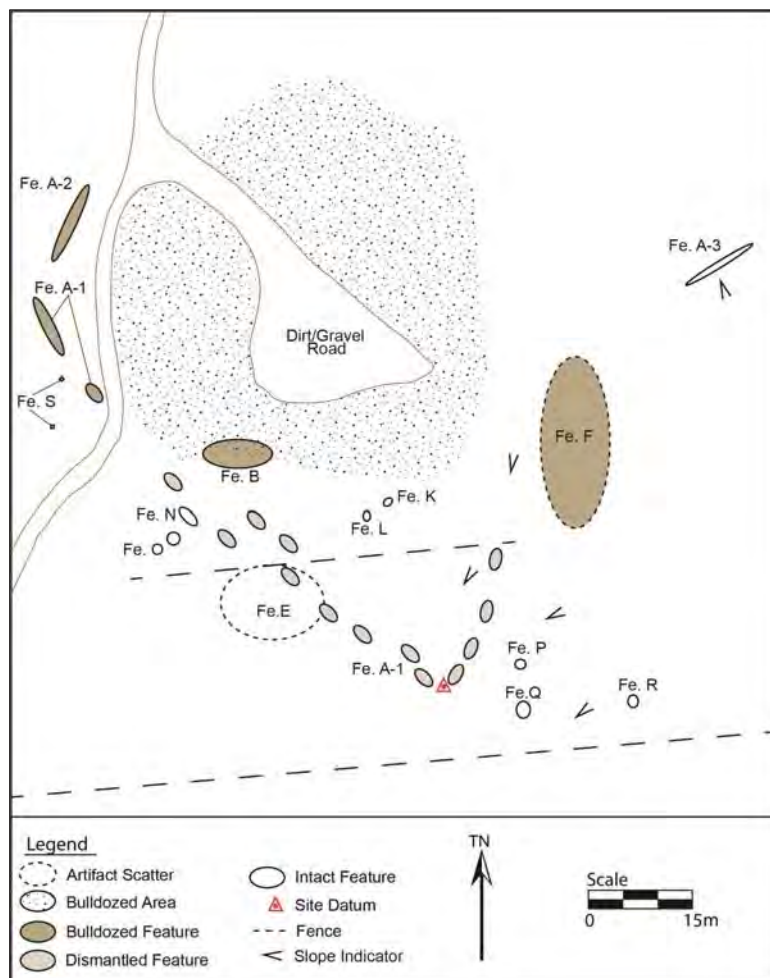 Fe. A-2
Fe. A-3
Fe. A-1
Dirt/Gravel
Road
Fe. S
Fe. F
Fe. B
Fe. K
Fe. N
Fe. L
Fe.
Fe.E
Fe. P
Fe. A-1
Fe. R
Fe.Q
Legend
Artifact Scatter
Bulldozed Area
Bulldozed Feature
Dismantled Feature
Intact Feature
Site Datum
Fence
Slope Indicator
TN
Scale
0 15m